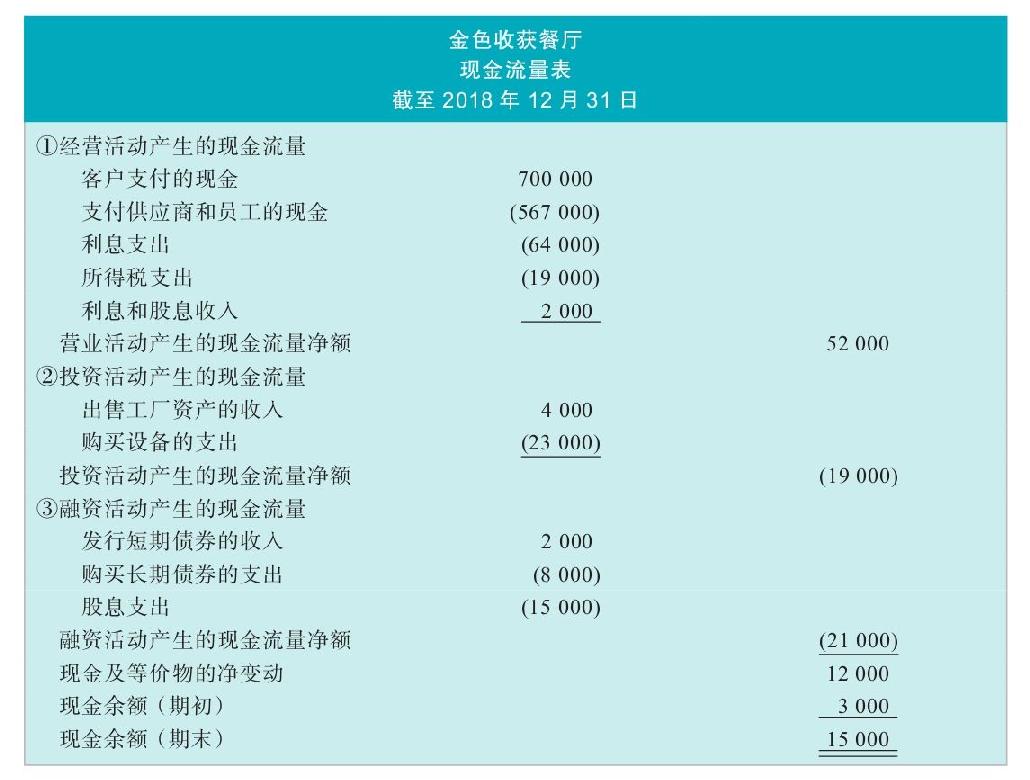 金色收获餐厅
现金流量表
截至 2018 年 12 月 31 日
①经营活动产生的现金流量
客户支付的现金 700 000
支付供应商和员工的现金 (567 000)
利息支出 (64 000)
所得税支出 (19 000)
利息和股息收入 2 000
营业活动产生的现金流量净额 52 000
②投资活动产生的现金流量
出售工厂资产的收入 4 000
购买设备的支出 (23 000)
投资活动产生的现金流量净额 (19 000)
③融资活动产生的现金流量
发行短期债券的收入 2 000
购买长期债券的支出 (8 000)
股息支出 (15 000)
融资活动产生的现金流量净额 (21 000)
现金及等价物的净变动 12 000
现金余额（期初） 3 000
现金余额（期末） 15 000